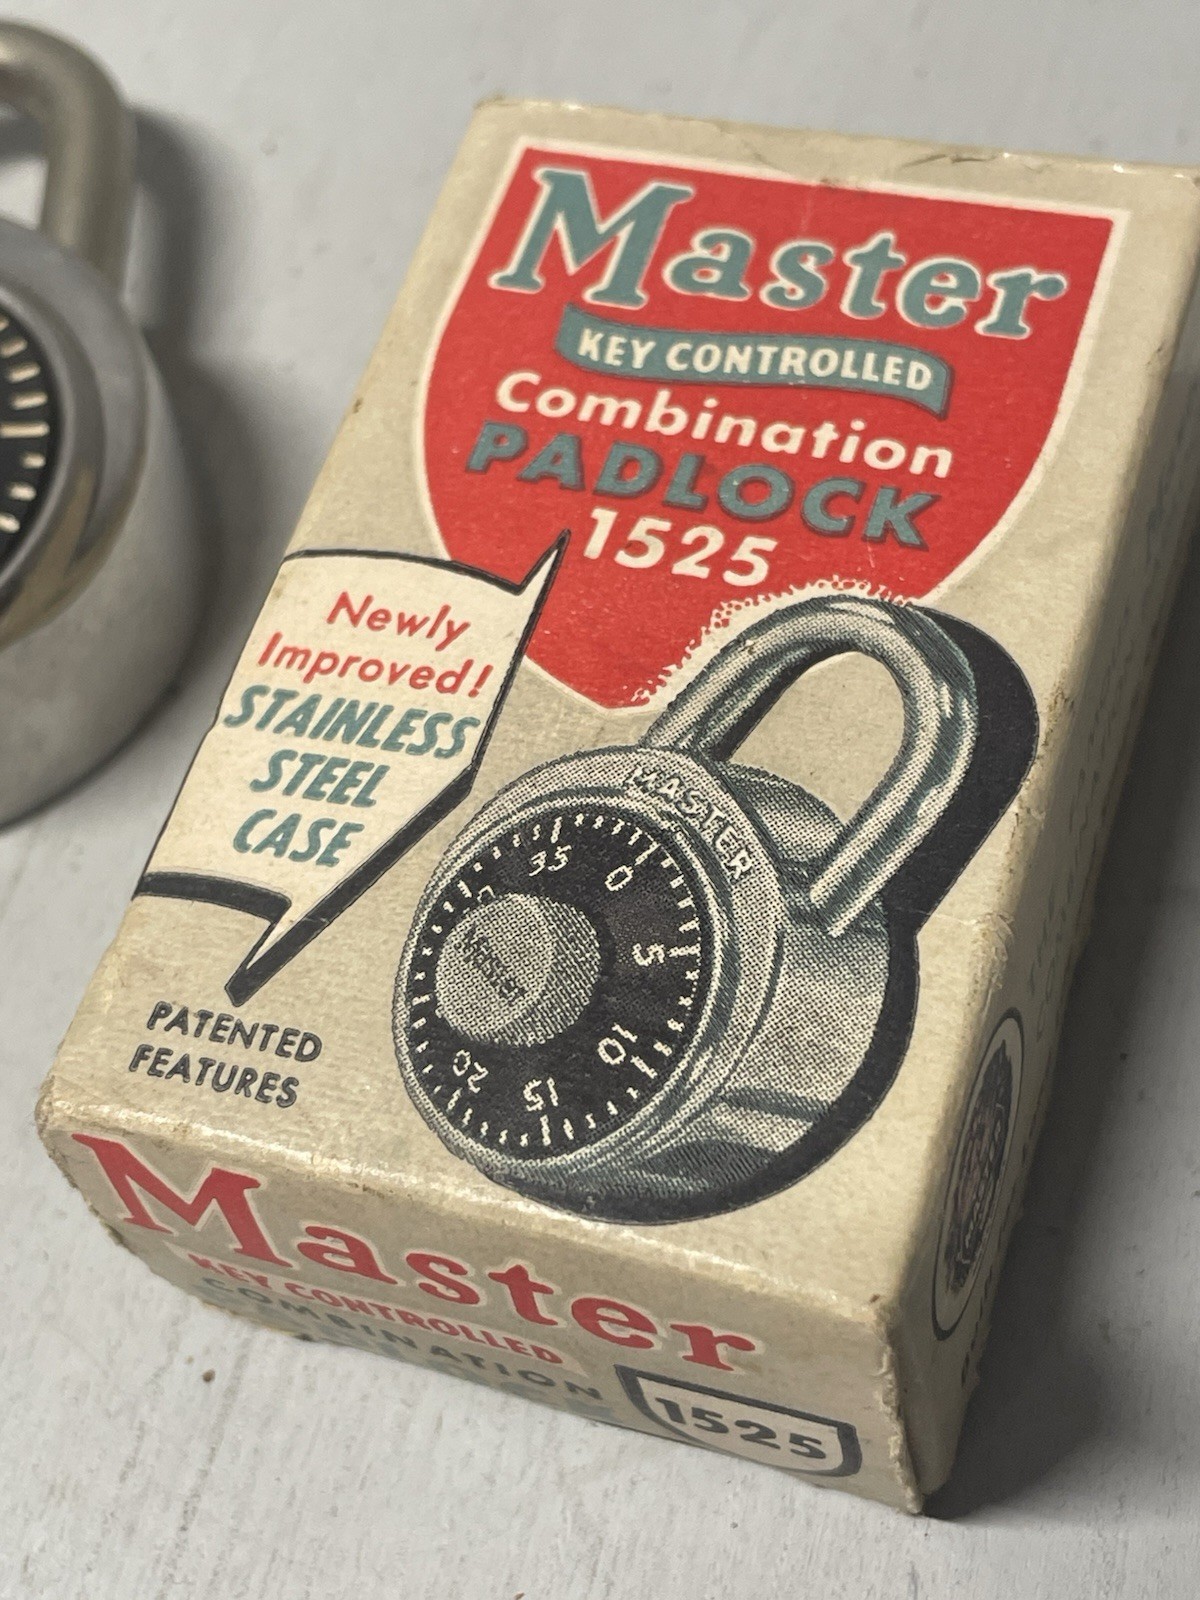 Master
KEY CONTROLLED
Combination
PADLOCK
1525
Newly
Improved!
STAINLESS
STEEL
CASE
MASTER
35
0
5
10
15
20
Master
PATENTED
FEATURES
Master
KEY CONTROLLED
COMBINATION
1525